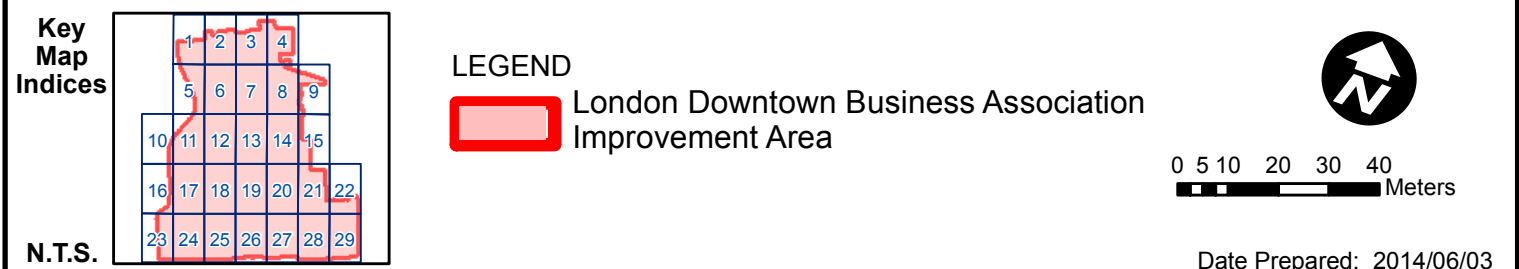 Key
Map
Indices
N.T.S.
1 2 3 4
5 6 7 8 9
10 11 12 13 14 15
16 17 18 19 20 21 22
23 24 25 26 27 28 29
LEGEND
London Downtown Business Association
Improvement Area
N
0 5 10 20 30 40
Meters
Date Prepared: 2014/06/03